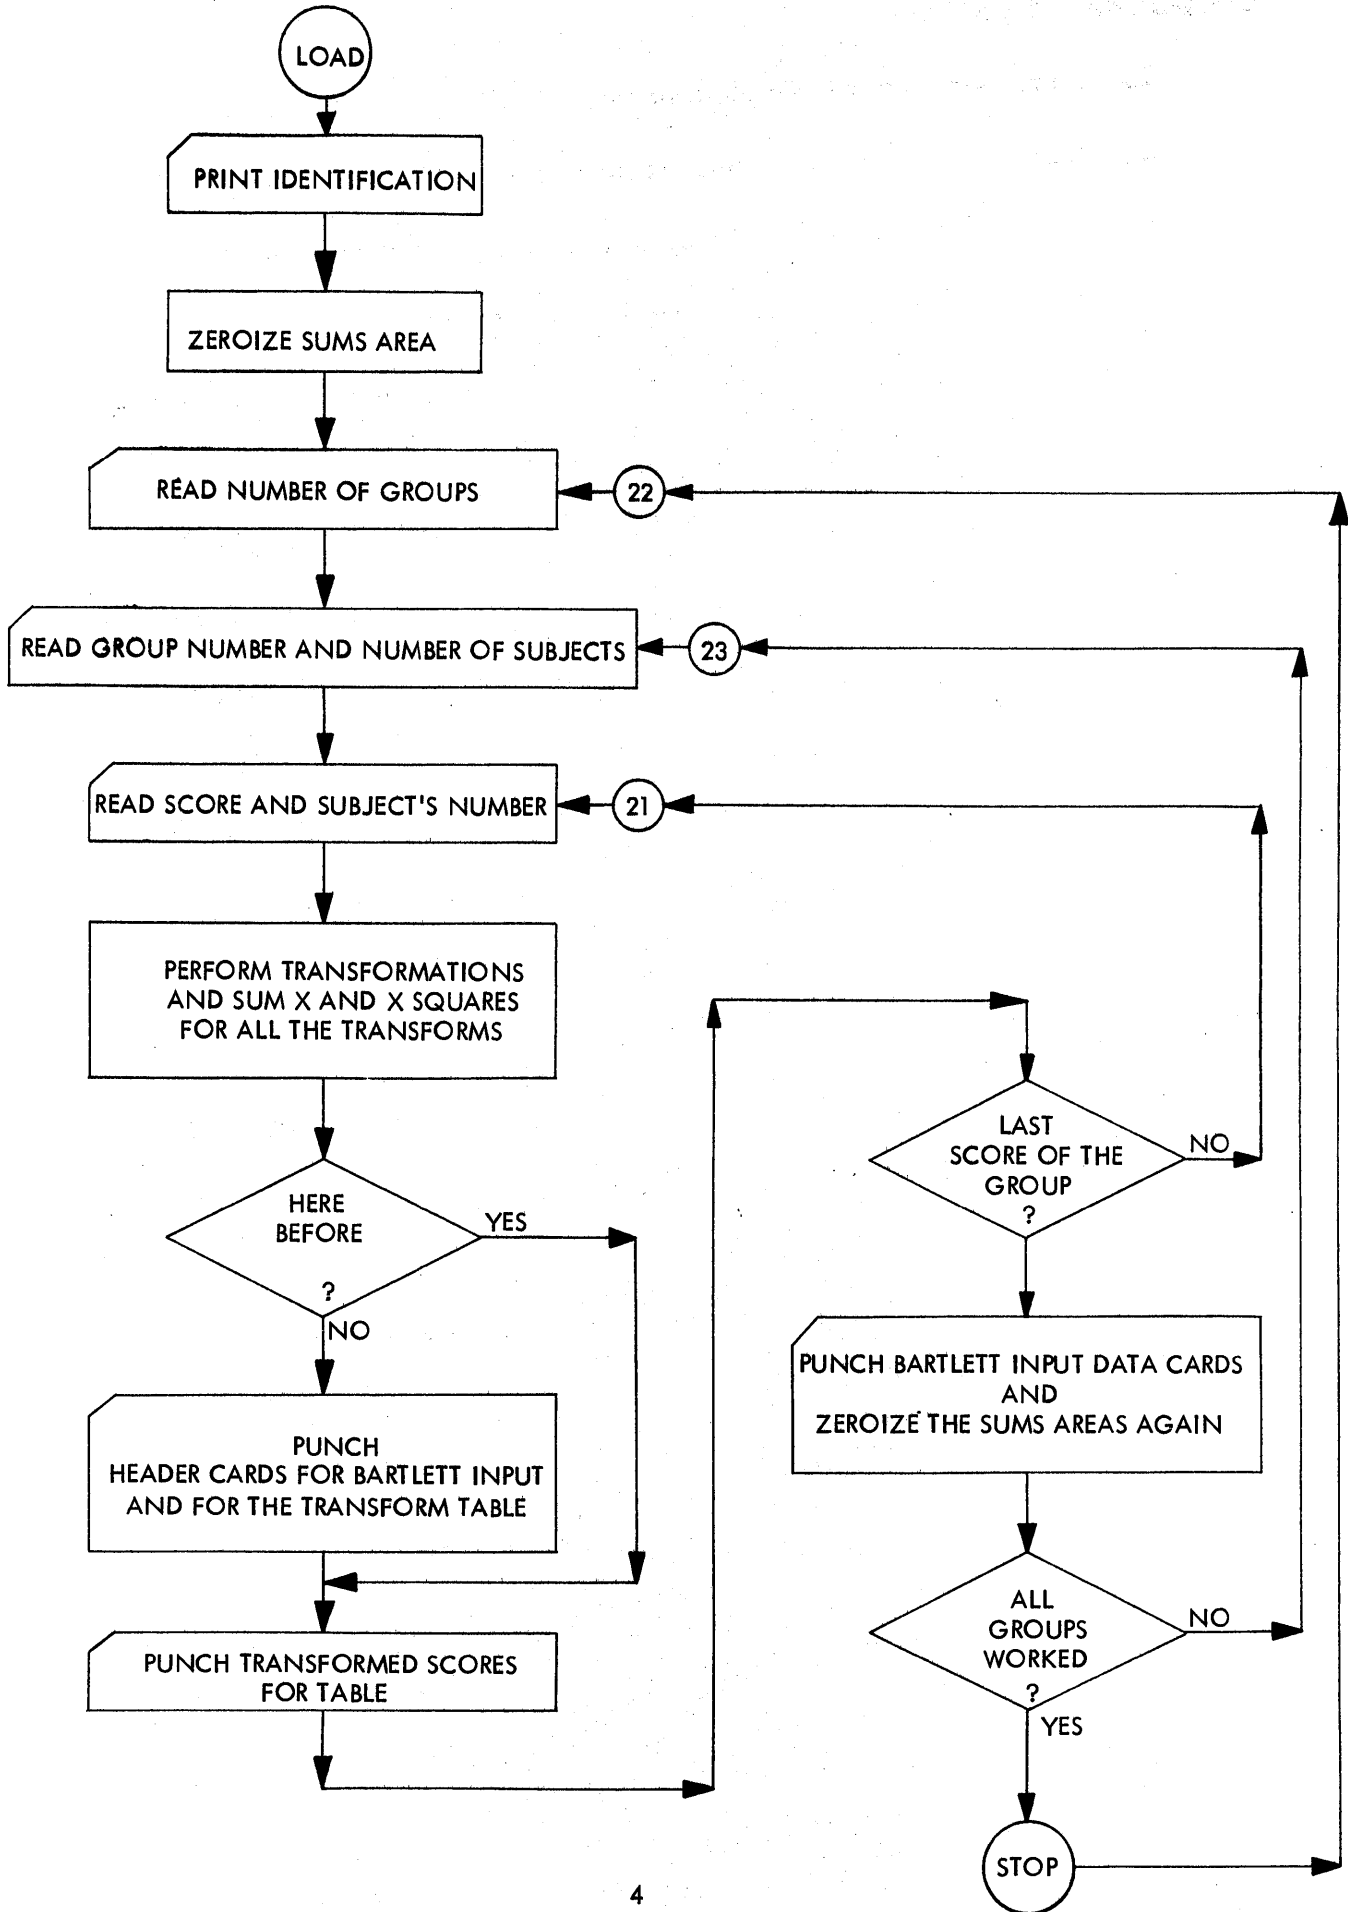 LOAD
PRINT IDENTIFICATION
ZEROIZE SUMS AREA
READ NUMBER OF GROUPS
22
READ GROUP NUMBER AND NUMBER OF SUBJECTS
23
READ SCORE AND SUBJECT'S NUMBER
21
PERFORM TRANSFORMATIONS
AND SUM X AND X SQUARES
FOR ALL THE TRANSFORMS
HERE
BEFORE
?
YES
NO
PUNCH
HEADER CARDS FOR BARTLETT INPUT
AND FOR THE TRANSFORM TABLE
PUNCH TRANSFORMED SCORES
FOR TABLE
LAST
SCORE OF THE
GROUP
?
NO
PUNCH BARTLETT INPUT DATA CARDS
AND
ZEROIZE THE SUMS AREAS AGAIN
ALL
GROUPS
WORKED
?
NO
YES
STOP
4